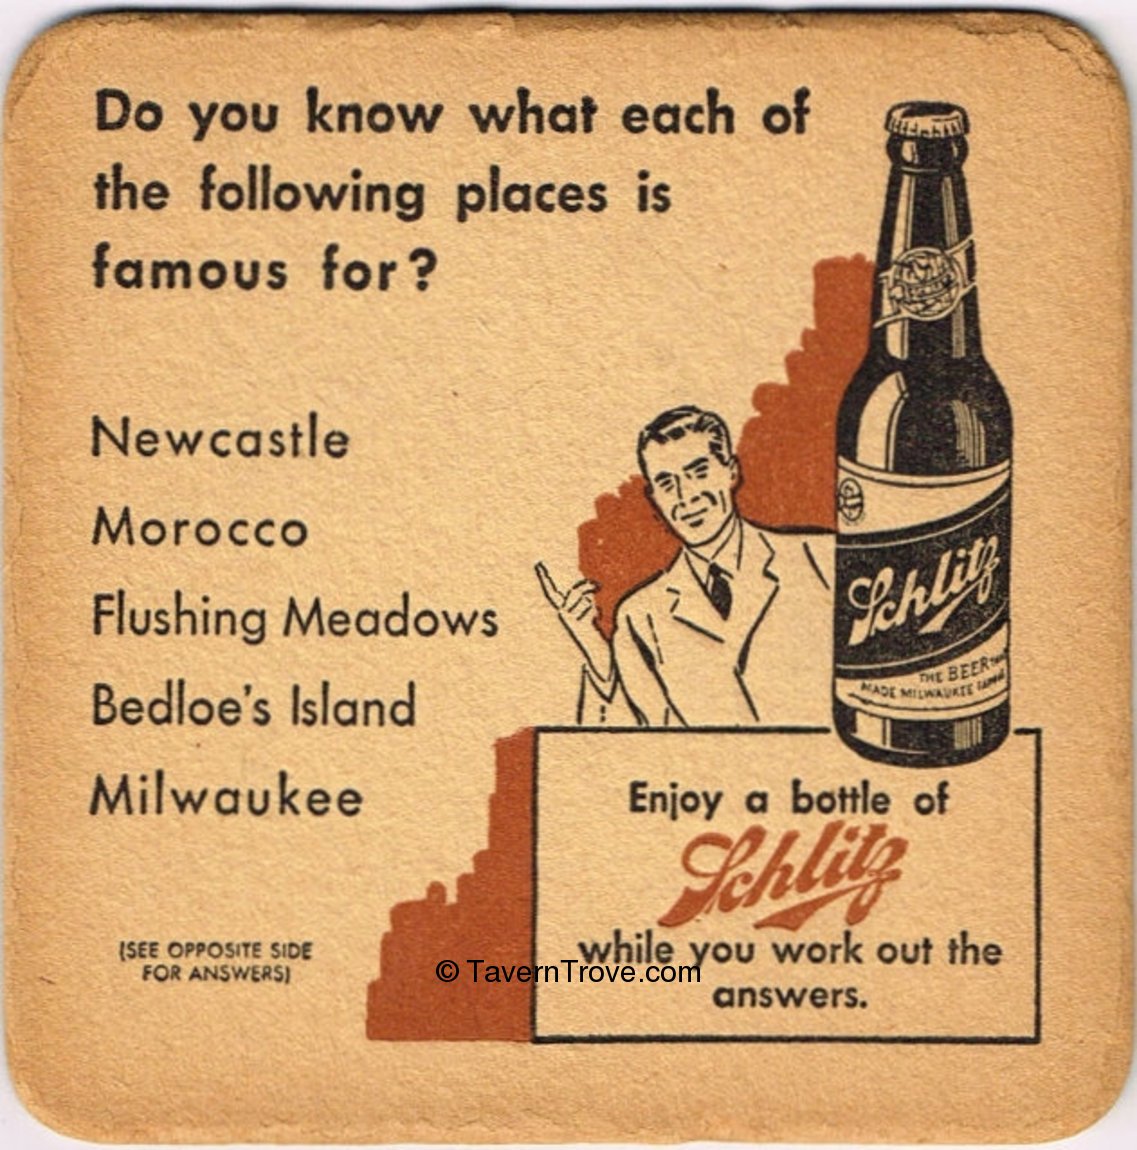 Do you know what each of
the following places is
famous for?
Newcastle
Morocco
Flushing Meadows
Bedloe's Island
Milwaukee
(SEE OPPOSITE SIDE
FOR ANSWERS)
Schlitz
THE BEER THAT
MADE MILWAUKEE FAMOUS
Enjoy a bottle of
Schlitz
while you work out the
answers.
© TavernTrove.com